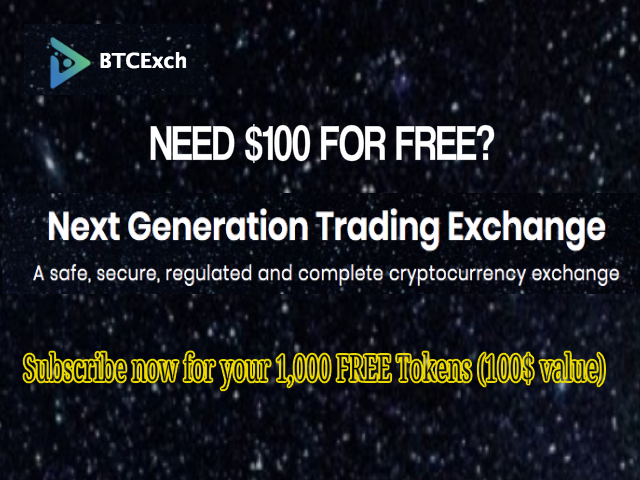 BTCExch
NEED $100 FOR FREE?
Next Generation Trading Exchange
A safe, secure, regulated and complete cryptocurrency exchange
Subscribe now for your 1,000 FREE Tokens (100$ value)